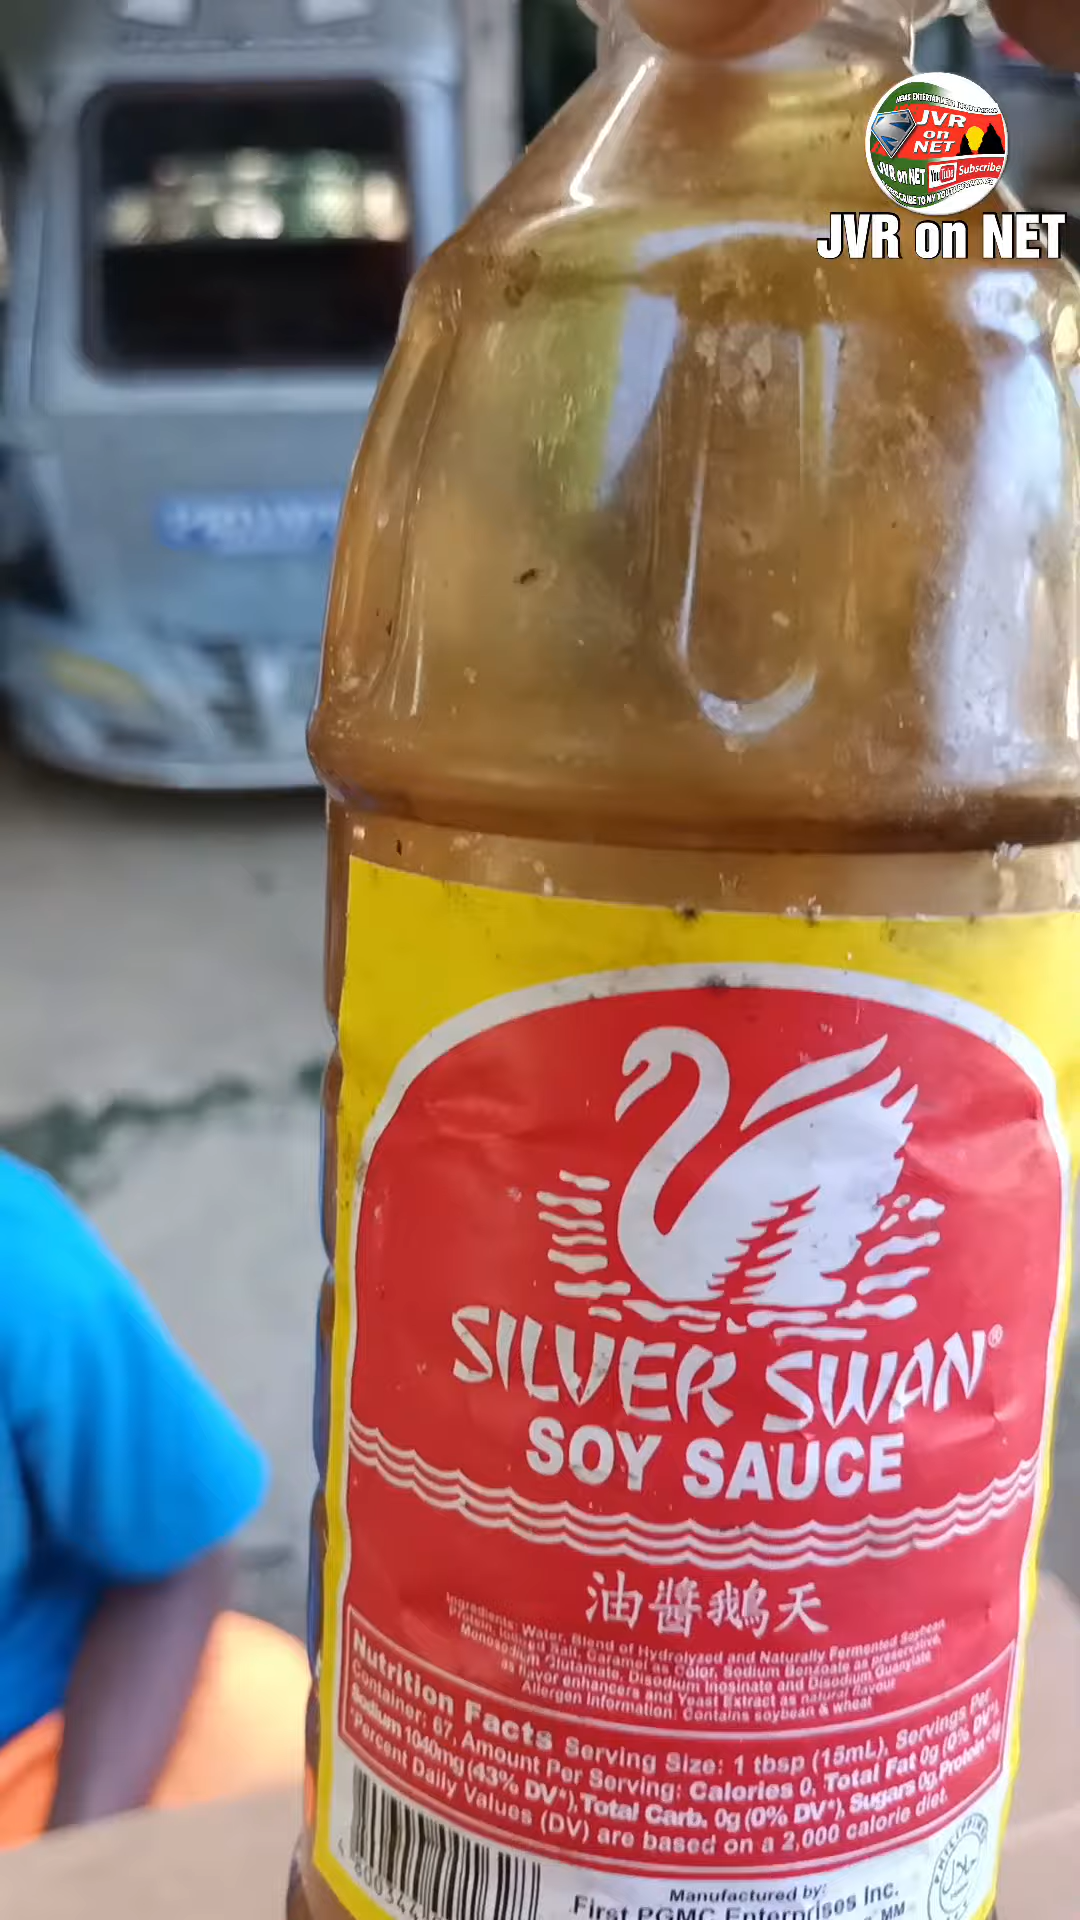 JVR
on
NET
JVR on NET
YouTube Subscribe
JVR on NET
SILVER SWAN®
SOY SAUCE
油醬鵝天
Ingredients: Water, Blend of Hydrolyzed and Naturally Fermented Soybean
Protein, Iodized Salt, Caramel as Color, Sodium Benzoate as preservative,
Monosodium Glutamate, Disodium Inosinate and Disodium Guanylate
as flavor enhancers and Yeast Extract as natural flavour
Allergen Information: Contains soybean & wheat
Nutrition Facts Serving Size: 1 tbsp (15mL), Servings Per
Container: 67, Amount Per Serving: Calories 0, Total Fat 0g (0% DV*),
Sodium 1040mg (43% DV*), Total Carb. 0g (0% DV*), Sugars 0g, Protein
*Percent Daily Values (DV) are based on a 2,000 calorie diet.
Manufactured by:
First PGMC Enterprises Inc.
MM